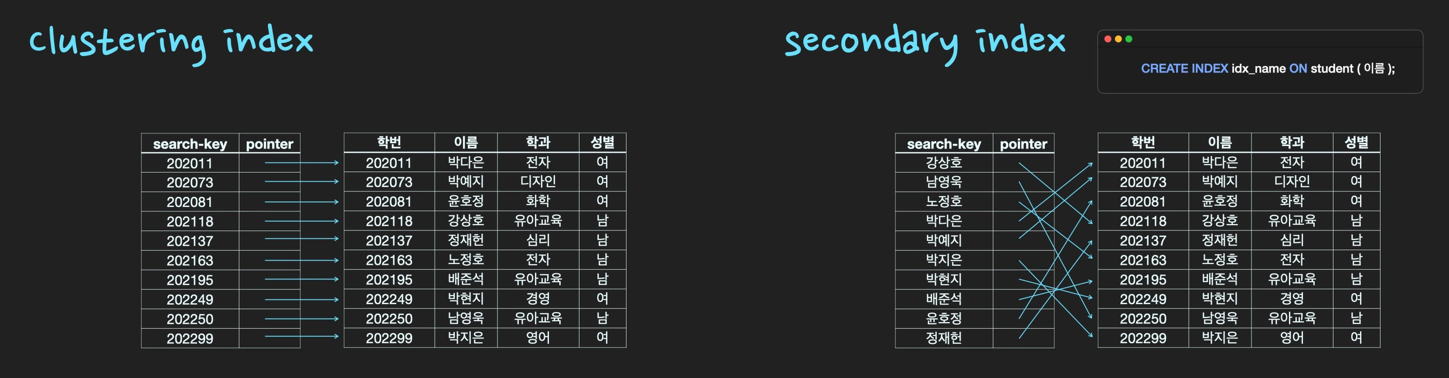 clustering index
search-key pointer
202011
202073
202081
202118
202137
202163
202195
202249
202250
202299
학번 이름 학과 성별
202011 박다은 전자 여
202073 박예지 디자인 여
202081 윤호정 화학 여
202118 강상호 유아교육 남
202137 정재헌 심리 남
202163 노정호 전자 남
202195 배준석 유아교육 남
202249 박현지 경영 여
202250 남영욱 유아교육 남
202299 박지은 영어 여
secondary index
CREATE INDEX idx_name ON student ( 이름 );
search-key pointer
강상호
남영욱
노정호
박다은
박예지
박지은
박현지
배준석
윤호정
정재헌
학번 이름 학과 성별
202011 박다은 전자 여
202073 박예지 디자인 여
202081 윤호정 화학 여
202118 강상호 유아교육 남
202137 정재헌 심리 남
202163 노정호 전자 남
202195 배준석 유아교육 남
202249 박현지 경영 여
202250 남영욱 유아교육 남
202299 박지은 영어 여